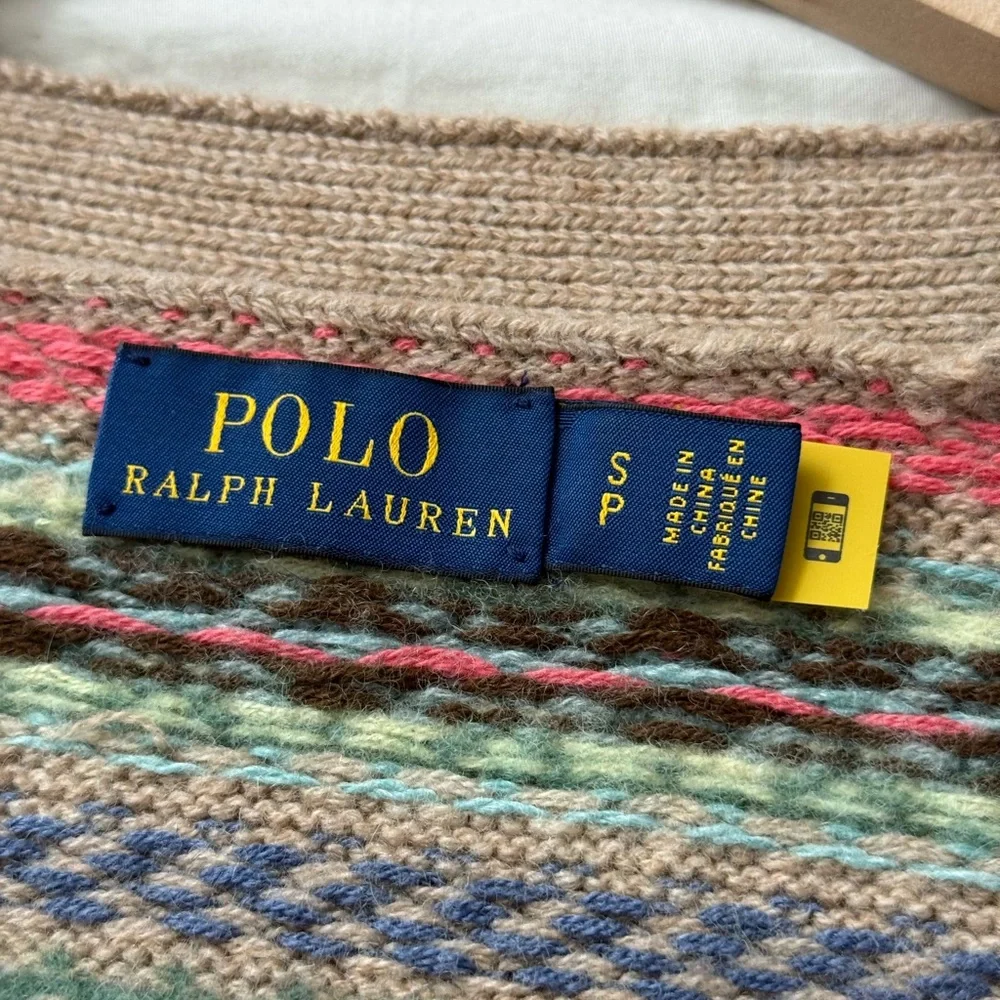 POLO
RALPH LAUREN
S
P
MADE IN
CHINA
FABRIQUÉ EN
CHINE